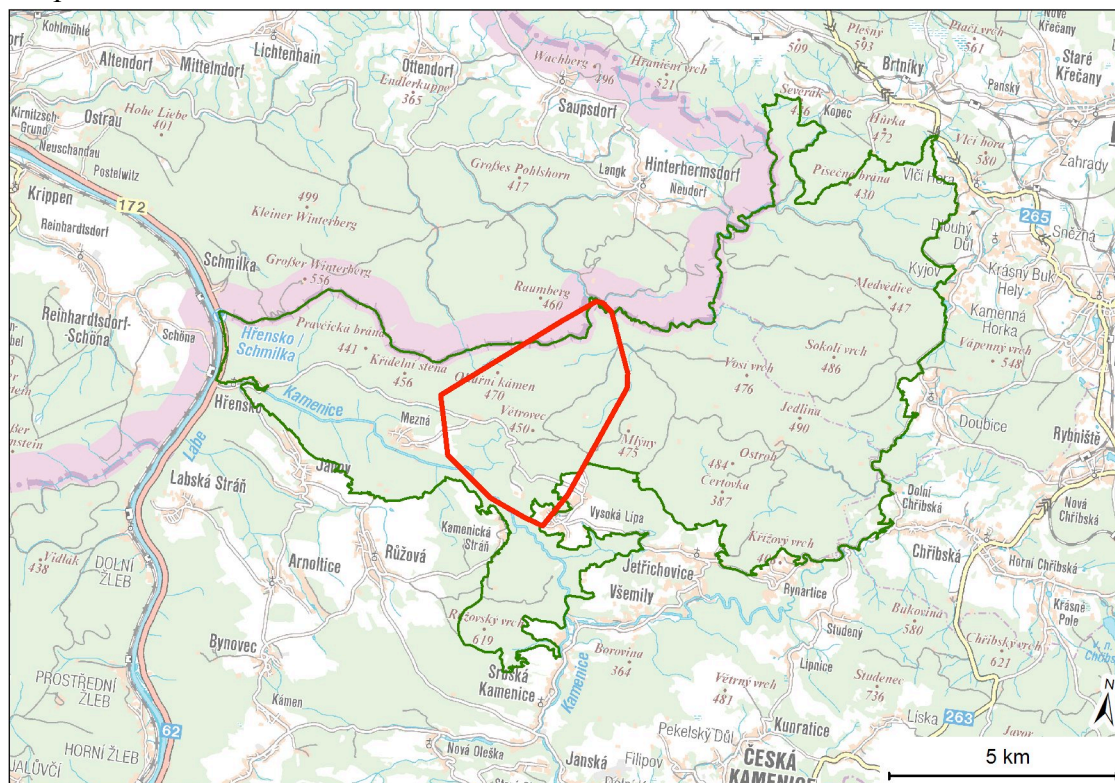 Kohlmühle
Altendorf
Mittelndorf
Lichtenhain
Ottendorf
Endlerkuppe
365
Wachberg
496
Hraniční vrch
521
509
Plešný
593
Ptačí vrch
561
Nové
Křečany
Staré
Křečany
Brtníky
Panský
Kirnitzsch-
Grund
Ostrau
Hohe Liebe
401
Neuschandau
Postelwitz
Saupsdorf
Severák
Kopec
Hůrka
472
Vlčí hora
580
Zahrady
Krippen
172
499
Kleiner Winterberg
Großes Pohlshorn
417
Langk
Hinterhermsdorf
Neudorf
Písečná brána
430
Vlčí Hora
265
Reinhardtsdorf
Schmilka
Großer Winterberg
556
Raumberg
460
Dlouhý
Důl
Sněžná
Kyjov
Krásný Buk
Hely
Medvědice
447
Kamenná
Horka
Reinhardtsdorf-
Schöna
Schöna
Pravčická brána
441
Hřensko /
Schmilka
Křídelní stěna
456
470
Sokolí vrch
486
Vosí vrch
476
Vápenný vrch
548
Hřensko
Kamenice
Mezná
Větrovec
450
Jedlina
490
Doubice
Rybniště
Labe
Labská Stráň
Janov
Mlýny
475
484
Ostroh
Čertovka
387
Dolní
Chřibská
Nová
Chřibská
Kamenická
Stráň
Vysoká Lípa
Růžová
Arnoltice
Vidlák
438
DOLNÍ
ŽLEB
Křížový vrch
Chřibská
Horní Chřibská
Jetřichovice
Všemily
Rynartice
Krásné
Pole
Bynovec
Růžovský vrch
619
Studený
Bukovina
580
Chřibský vrch
621
Borovina
364
Lipnice
Studenec
736
PROSTŘEDNÍ
ŽLEB
Kámen
Srbská
Kamenice
Kamenice
Větrný vrch
481
Kunratice
Liska
263
N
62
HORNÍ ŽLEB
Nová Oleška
Janská
Filipov
Pekelský Důl
ČESKÁ
KAMENICE
Javor
5 km